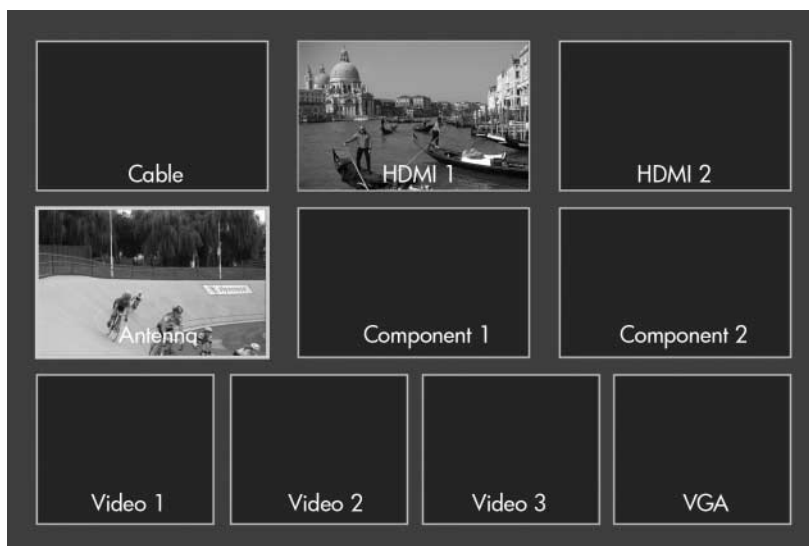 Cable
HDMI 1
HDMI 2
Antenna
Component 1
Component 2
Video 1
Video 2
Video 3
VGA